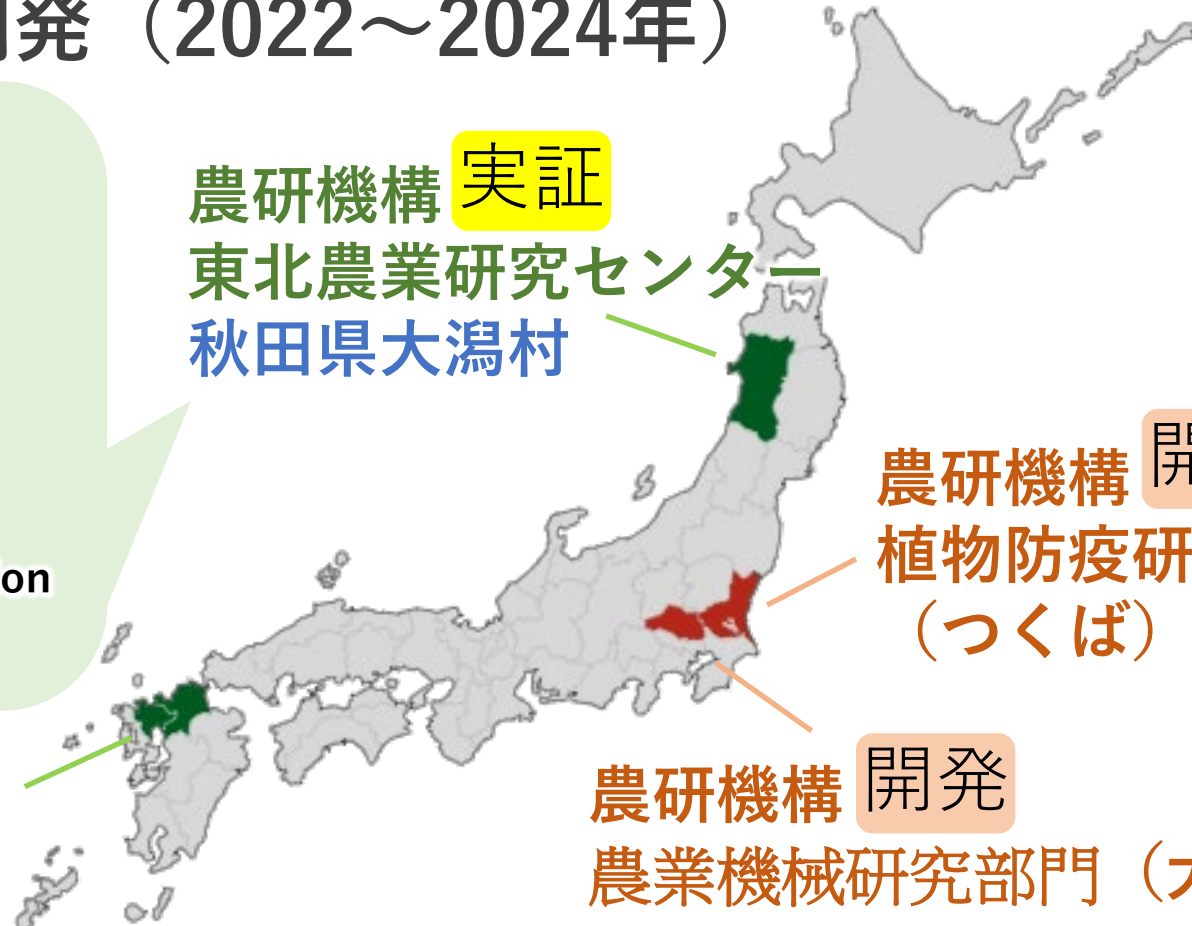 発（2022～2024年）
農研機構 実証
東北農業研究センター
秋田県大潟村
農研機構 開
植物防疫研
（つくば）
on
農研機構 開発
農業機械研究部門（大